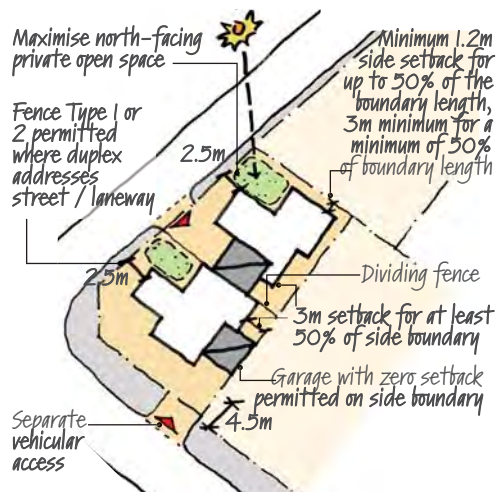 Maximise north-facing
private open space
Minimum 1.2m
side setback for
up to 50% of the
boundary length,
3m minimum for a
minimum of 50%
of boundary length
Fence Type 1 or
2 permitted
where duplex
addresses
street / laneway
2.5m
2.5m
Dividing fence
3m setback for at least
50% of side boundary
Garage with zero setback
permitted on side boundary
4.5m
Separate
vehicular
access